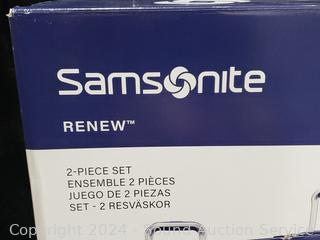 Samsonite
RENEW™
2-PIECE SET
ENSEMBLE 2 PIÈCES
JUEGO DE 2 PIEZAS
SET - 2 RESVÄSKOR
Copyright 2024 - Sound Auction Service